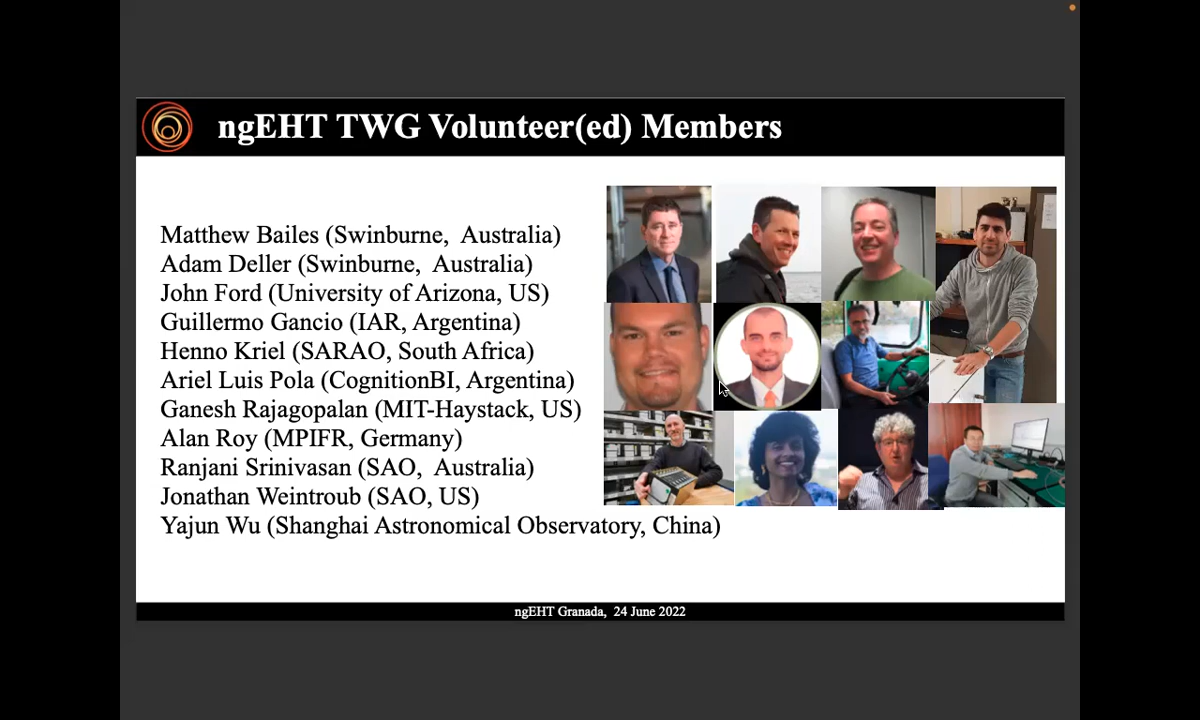 ngEHT TWG Volunteer(ed) Members
Matthew Bailes (Swinburne, Australia)
Adam Deller (Swinburne, Australia)
John Ford (University of Arizona, US)
Guillermo Gancio (IAR, Argentina)
Henno Kriel (SARAO, South Africa)
Ariel Luis Pola (CognitionBI, Argentina)
Ganesh Rajagopalan (MIT-Haystack, US)
Alan Roy (MPIFR, Germany)
Ranjani Srinivasan (SAO, Australia)
Jonathan Weintroub (SAO, US)
Yajun Wu (Shanghai Astronomical Observatory, China)
ngEHT Granada, 24 June 2022